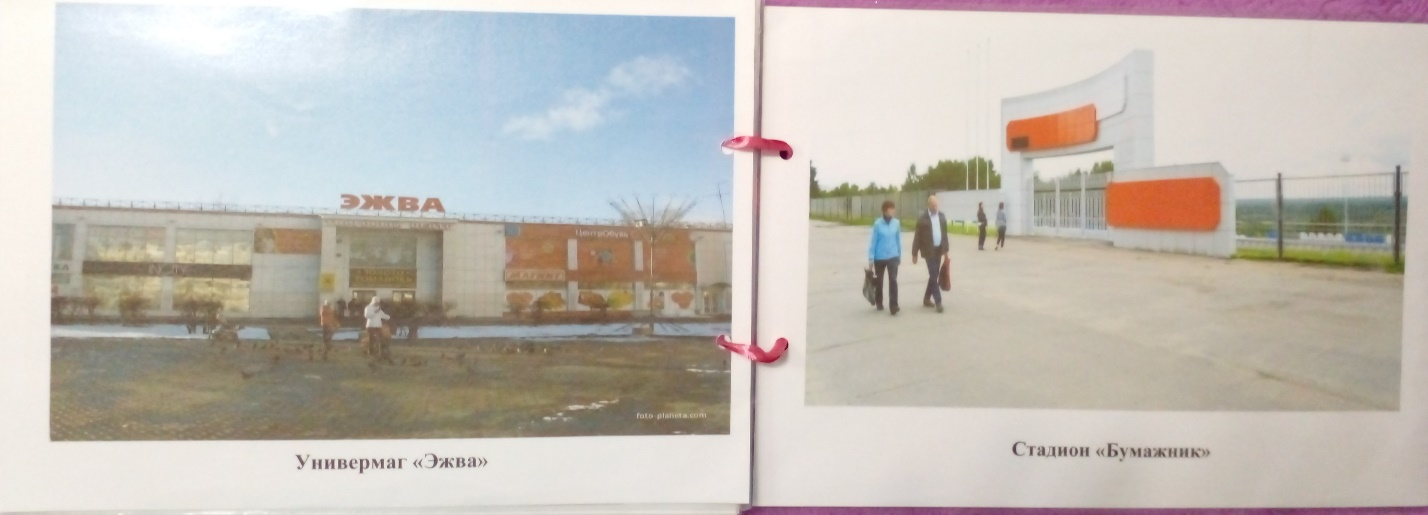 ЭЖВА
ЦентрОбувь
foto-planeta.com
Универмаг «Эжва»
Стадион «Бумажник»